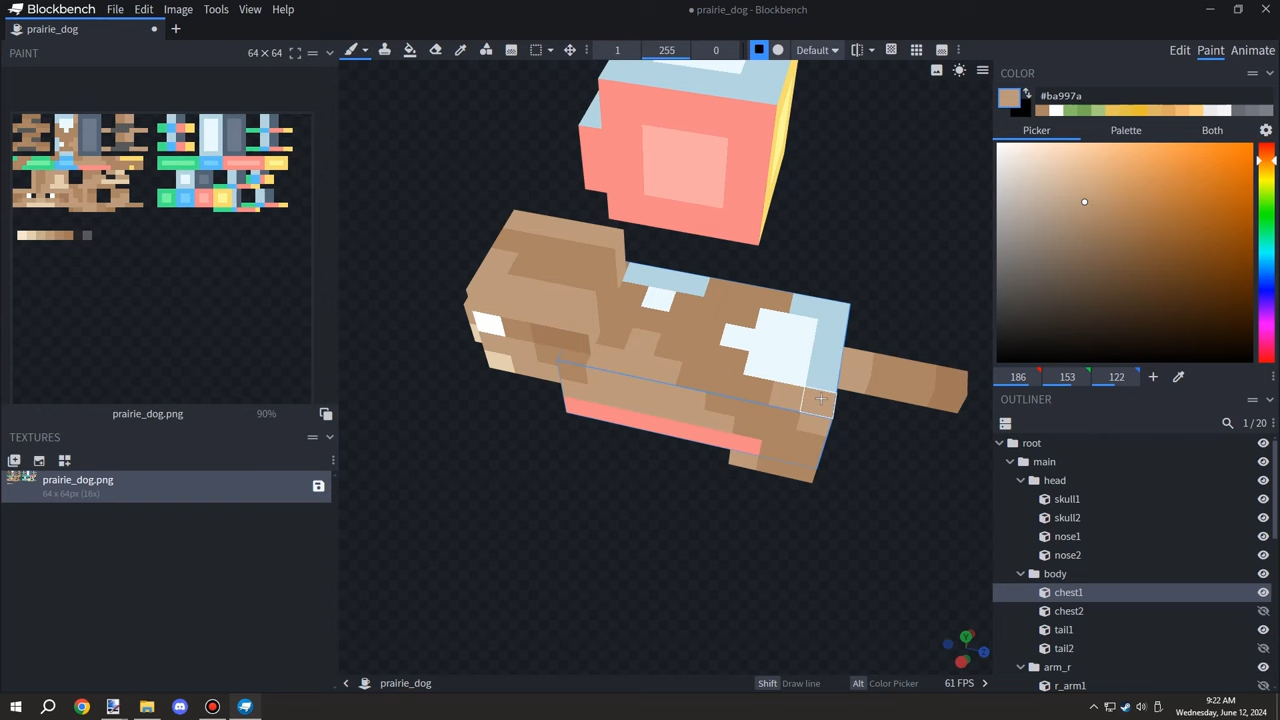 Blockbench File Edit Image Tools View Help
● prairie_dog - Blockbench
prairie_dog
PAINT 64 × 64
1 255 0 Default
Edit Paint Animate
COLOR
#ba997a
Picker Palette Both
186 153 122
prairie_dog.png 90%
TEXTURES
prairie_dog.png
64 x 64px (16x)
OUTLINER
1 / 20
root
main
head
skull1
skull2
nose1
nose2
body
chest1
chest2
tail1
tail2
arm_r
r_arm1
prairie_dog
Shift Draw line Alt Color Picker 61 FPS
9:22 AM
Wednesday, June 12, 2024